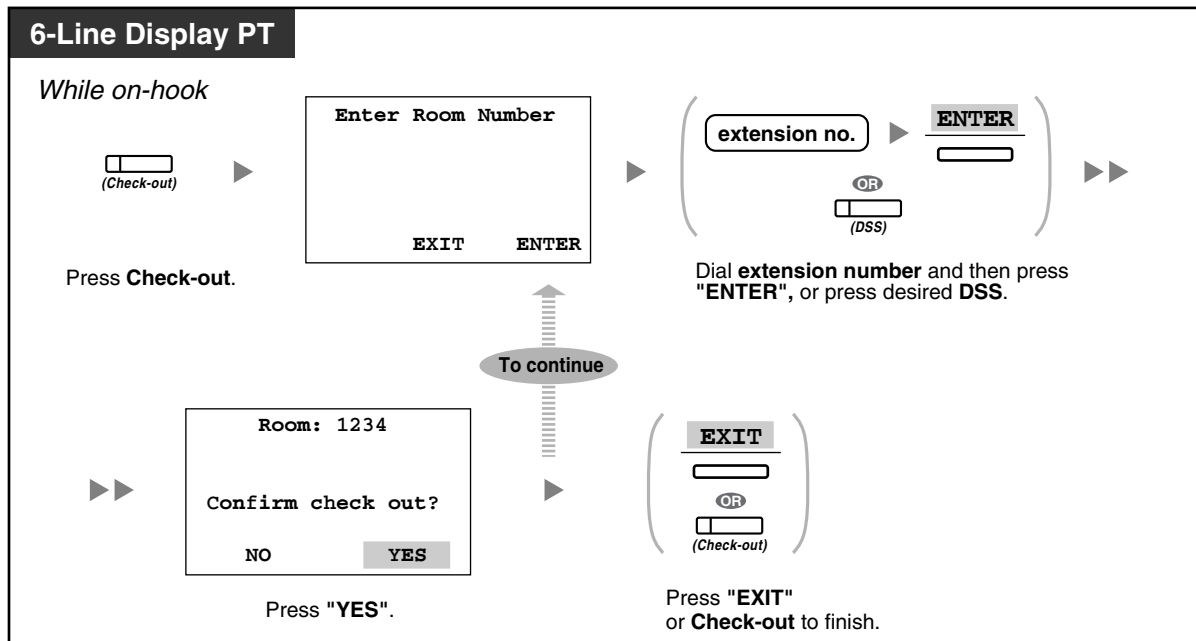 6-Line Display PT
While on-hook
(Check-out)
Press Check-out.
Enter Room Number
EXIT ENTER
extension no.
ENTER
OR
(DSS)
Dial extension number and then press
"ENTER", or press desired DSS.
To continue
Room: 1234
Confirm check out?
NO YES
Press "YES".
EXIT
OR
(Check-out)
Press "EXIT"
or Check-out to finish.